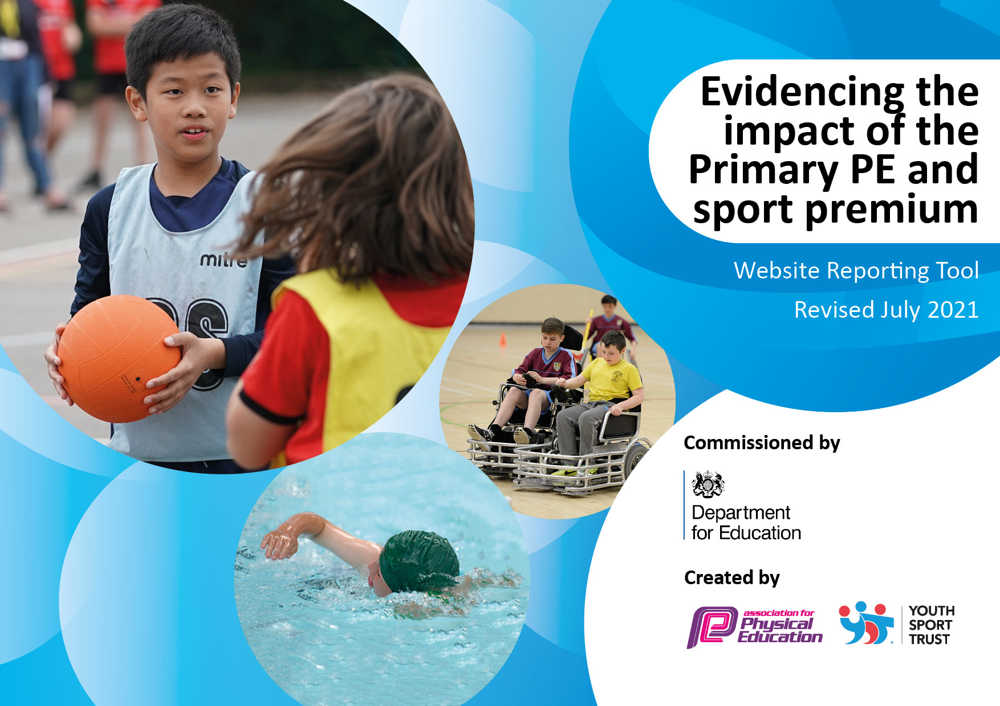 Evidencing the
impact of the
Primary PE and
sport premium
Website Reporting Tool
Revised July 2021
mitre
GS
Commissioned by
Department
for Education
Created by
association for
Physical
Education
YOUTH
SPORT
TRUST